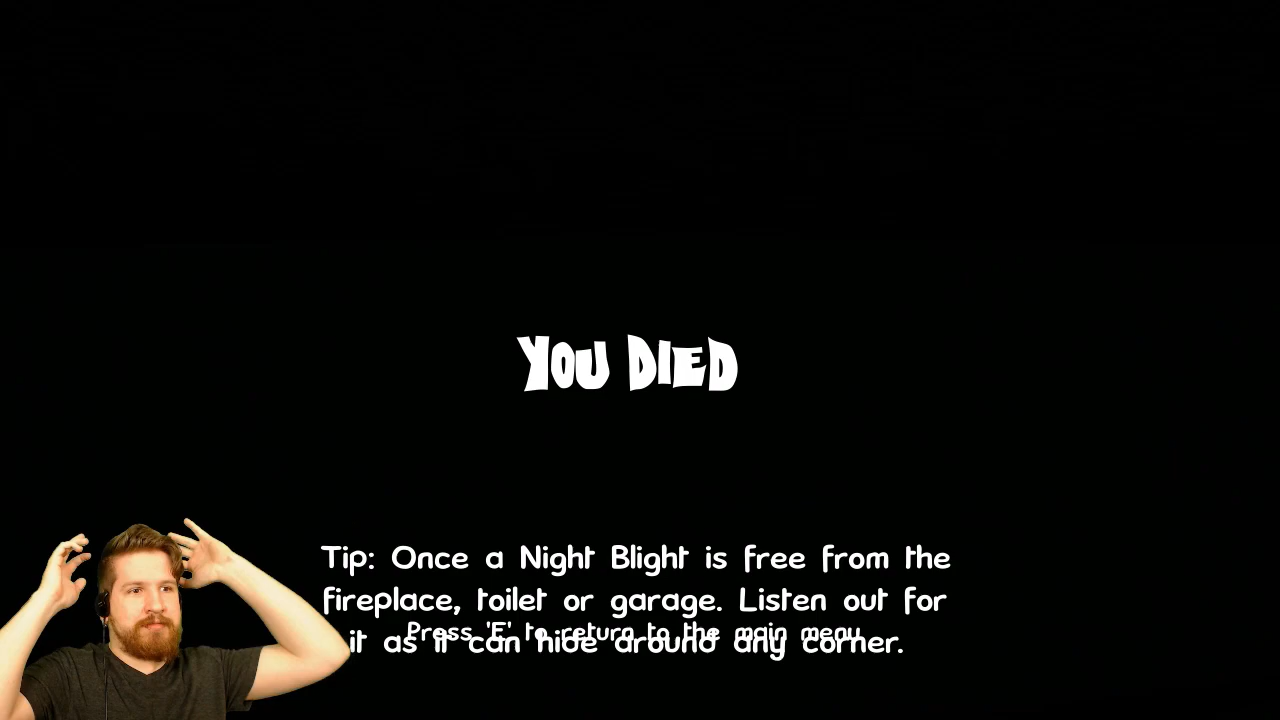 YOU DIED
Tip: Once a Night Blight is free from the
fireplace, toilet or garage. Listen out for
Press 'E' to return to the main menu
it as it can hide around any corner.